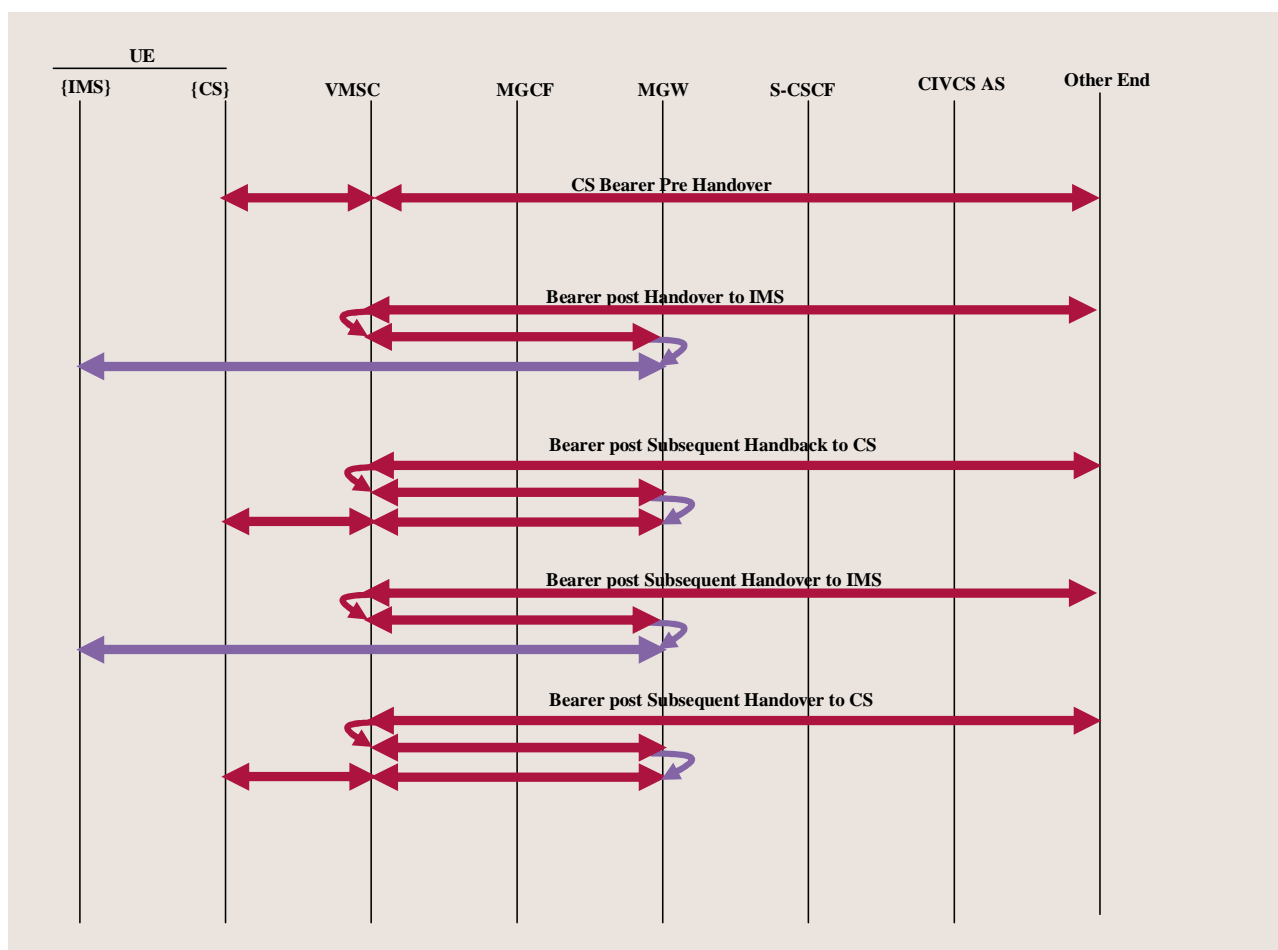 UE
{IMS} {CS} VMSC MGCF MGW S-CSCF CIVCS AS Other End
CS Bearer Pre Handover
Bearer post Handover to IMS
Bearer post Subsequent Handback to CS
Bearer post Subsequent Handover to IMS
Bearer post Subsequent Handover to CS